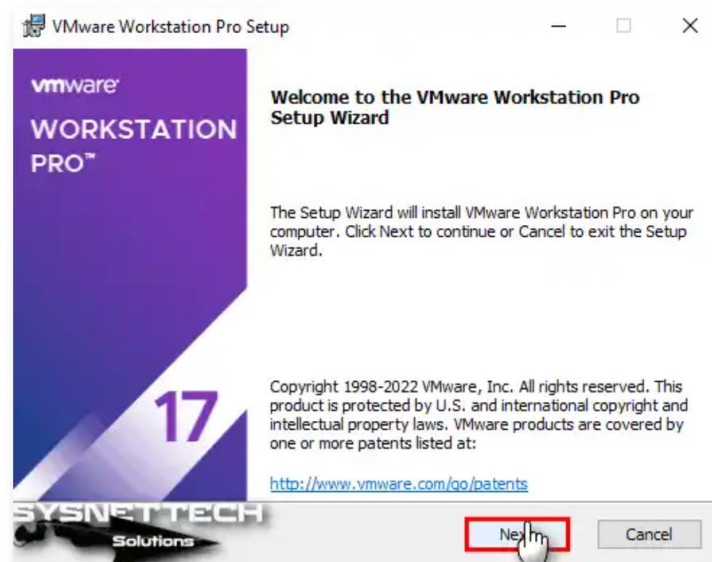 VMware Workstation Pro Setup
vmware®
WORKSTATION
PRO™
Welcome to the VMware Workstation Pro
Setup Wizard
The Setup Wizard will install VMware Workstation Pro on your
computer. Click Next to continue or Cancel to exit the Setup
Wizard.
17
Copyright 1998-2022 VMware, Inc. All rights reserved. This
product is protected by U.S. and international copyright and
intellectual property laws. VMware products are covered by
one or more patents listed at:
http://www.vmware.com/go/patents
SYSNETTECH
Solutions
Next
Cancel